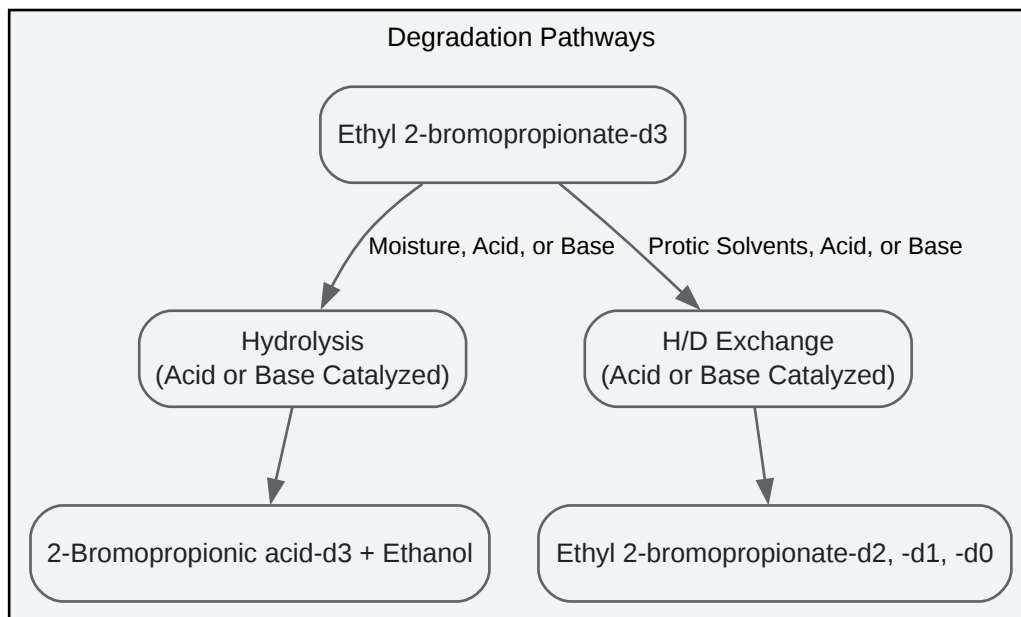 Degradation Pathways
Ethyl 2-bromopropionate-d3
Moisture, Acid, or Base
Protic Solvents, Acid, or Base
Hydrolysis
(Acid or Base Catalyzed)
H/D Exchange
(Acid or Base Catalyzed)
2-Bromopropionic acid-d3 + Ethanol
Ethyl 2-bromopropionate-d2, -d1, -d0